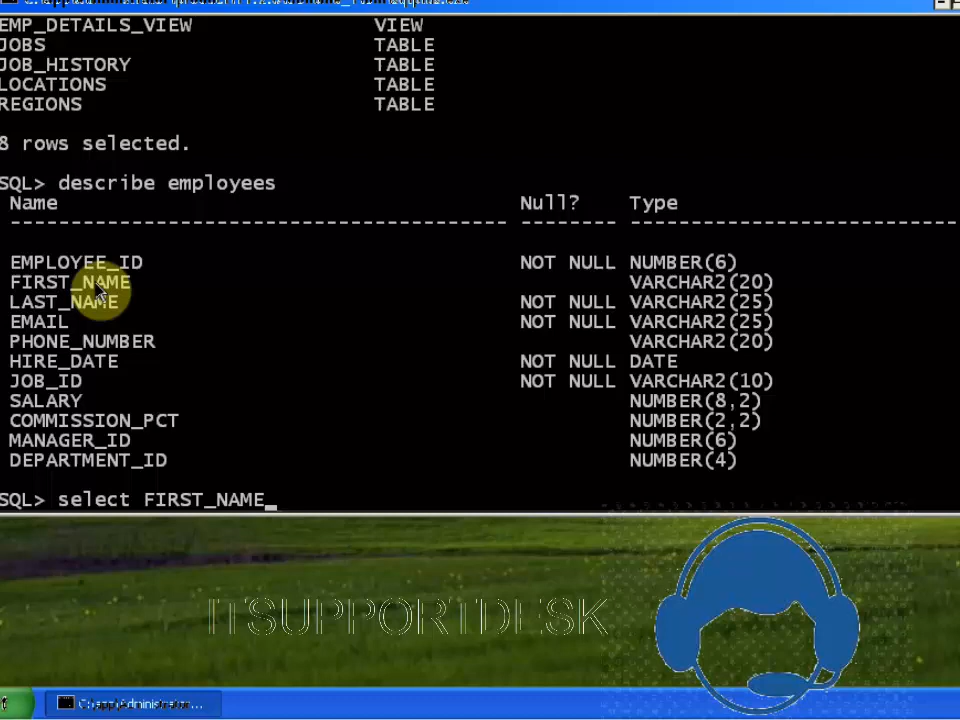 EMP_DETAILS_VIEW VIEW
JOBS TABLE
JOB_HISTORY TABLE
LOCATIONS TABLE
REGIONS TABLE
8 rows selected.
SQL> describe employees
Name Null? Type
EMPLOYEE_ID NOT NULL NUMBER(6)
FIRST_NAME VARCHAR2(20)
LAST_NAME NOT NULL VARCHAR2(25)
EMAIL NOT NULL VARCHAR2(25)
PHONE_NUMBER VARCHAR2(20)
HIRE_DATE NOT NULL DATE
JOB_ID NOT NULL VARCHAR2(10)
SALARY NUMBER(8,2)
COMMISSION_PCT NUMBER(2,2)
MANAGER_ID NUMBER(6)
DEPARTMENT_ID NUMBER(4)
SQL> select FIRST_NAME_
ITSUPPORTDESK
C:\app\Administrator...